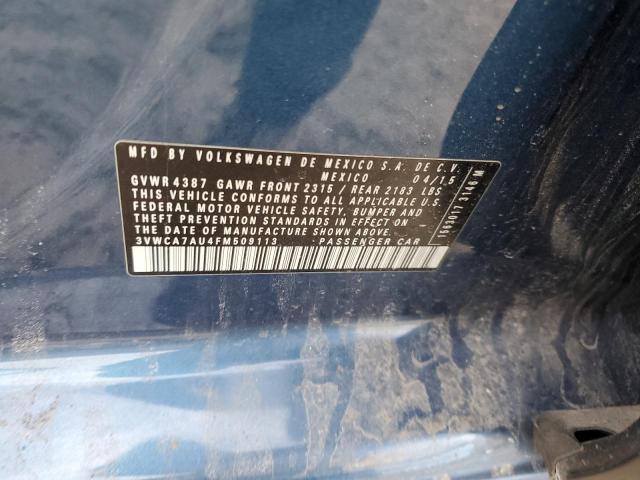 MFD BY VOLKSWAGEN DE MEXICO S.A. DE C.V.
MEXICO 04/15
GVWR 4387 GAWR FRONT 2315 / REAR 2183 LBS
THIS VEHICLE CONFORMS TO ALL APPLICABLE U.S.
FEDERAL MOTOR VEHICLE SAFETY, BUMPER AND
THEFT PREVENTION STANDARDS IN EFFECT ON
THE DATE OF MANUFACTURE SHOWN ABOVE.
3VWCA7AU4FM509113 PASSENGER CAR